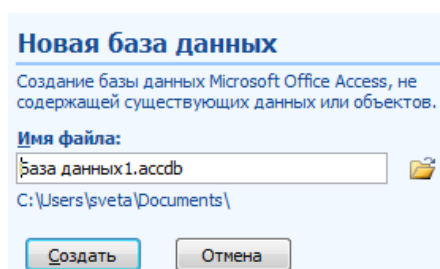 Новая база данных
Создание базы данных Microsoft Office Access, не
содержащей существующих данных или объектов.
Имя файла:
База данных1.accdb
C:\Users\sveta\Documents\
Создать
Отмена